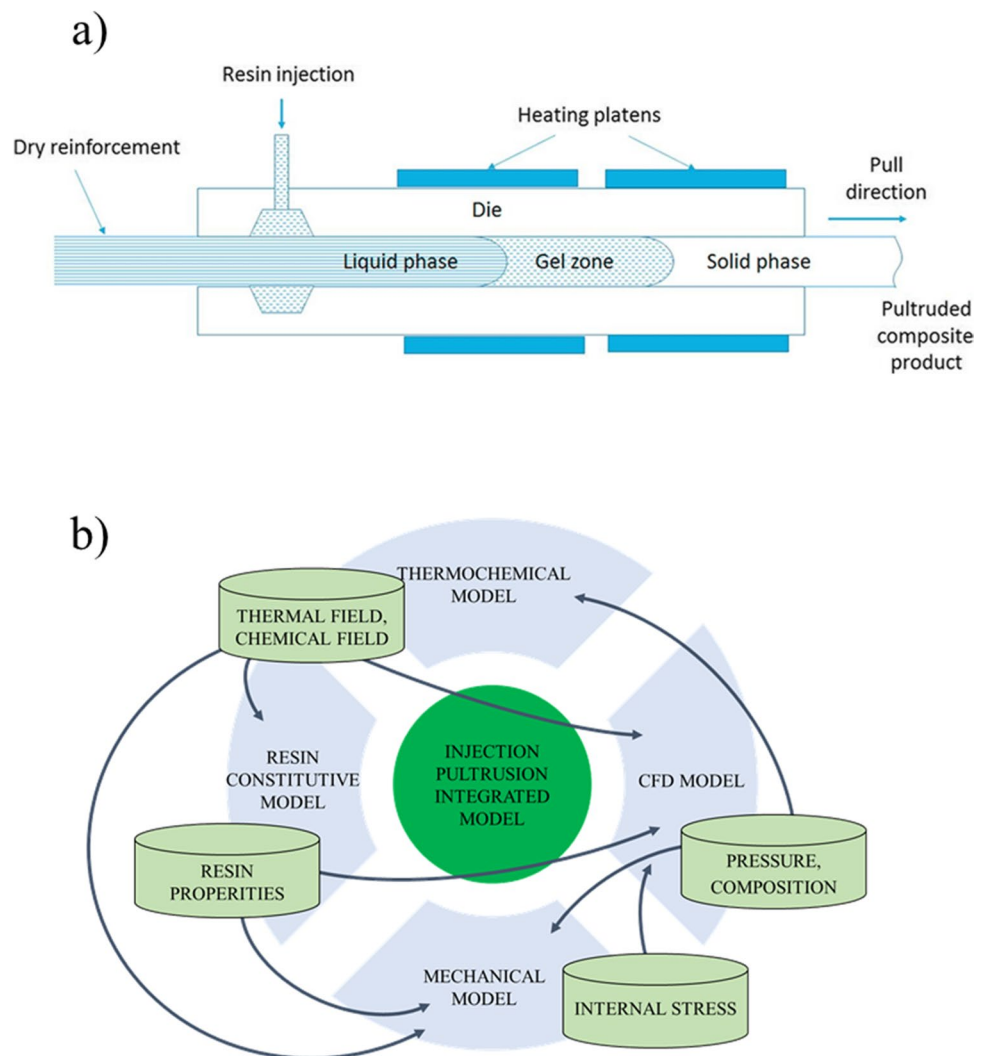 a)
Resin injection
Heating platens
Dry reinforcement
Pull
direction
Die
Liquid phase
Gel zone
Solid phase
Pultruded
composite
product
b)
THERMOCHEMICAL
MODEL
THERMAL FIELD,
CHEMICAL FIELD
INJECTION
PULTRUSION
INTEGRATED
MODEL
RESIN
CONSTITUTIVE
MODEL
CFD MODEL
RESIN
PROPERITIES
PRESSURE,
COMPOSITION
MECHANICAL
MODEL
INTERNAL STRESS